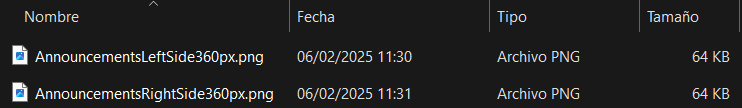 Nombre Fecha Tipo Tamaño
AnnouncementsLeftSide360px.png 06/02/2025 11:30 Archivo PNG 64 KB
AnnouncementsRightSide360px.png 06/02/2025 11:31 Archivo PNG 64 KB